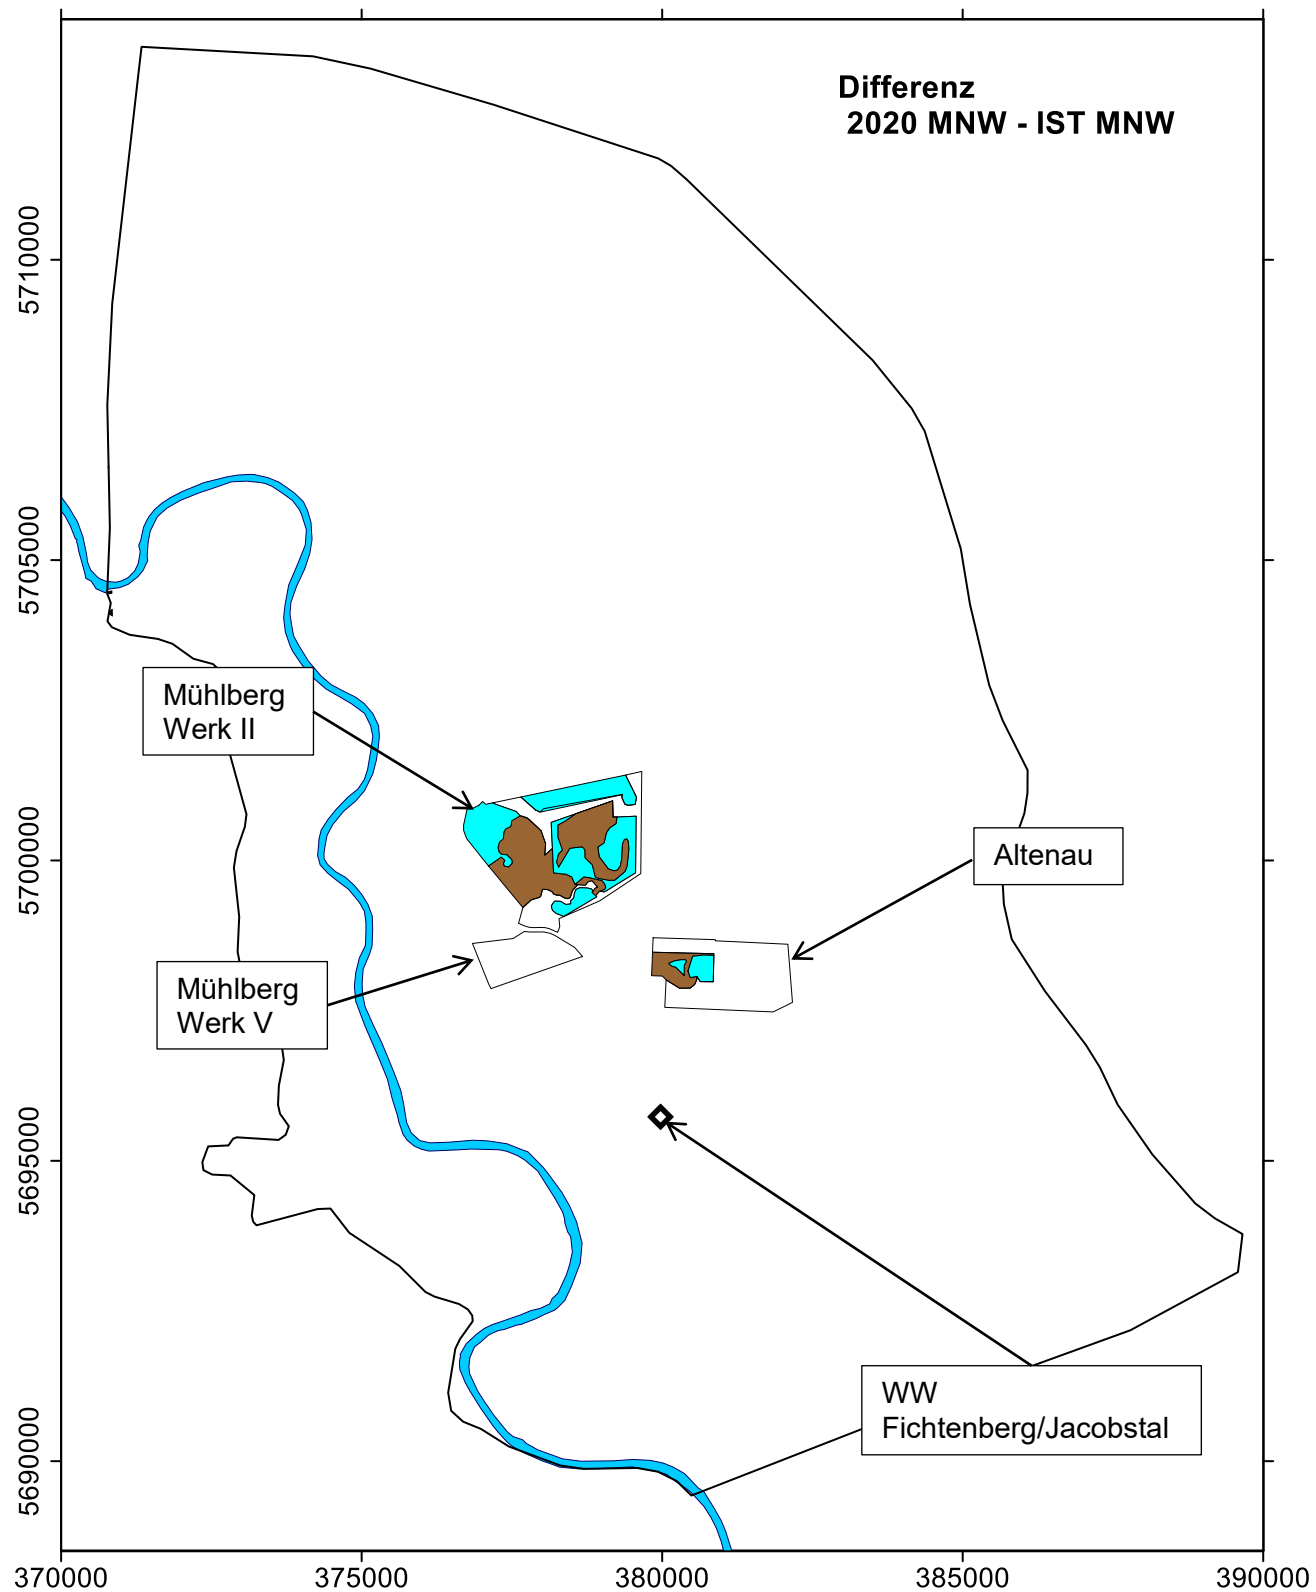 Differenz
2020 MNW - IST MNW
5710000
5705000
Mühlberg
Werk II
Altenau
5700000
Mühlberg
Werk V
5695000
WW
Fichtenberg/Jacobstal
5690000
370000
375000
380000
385000
390000